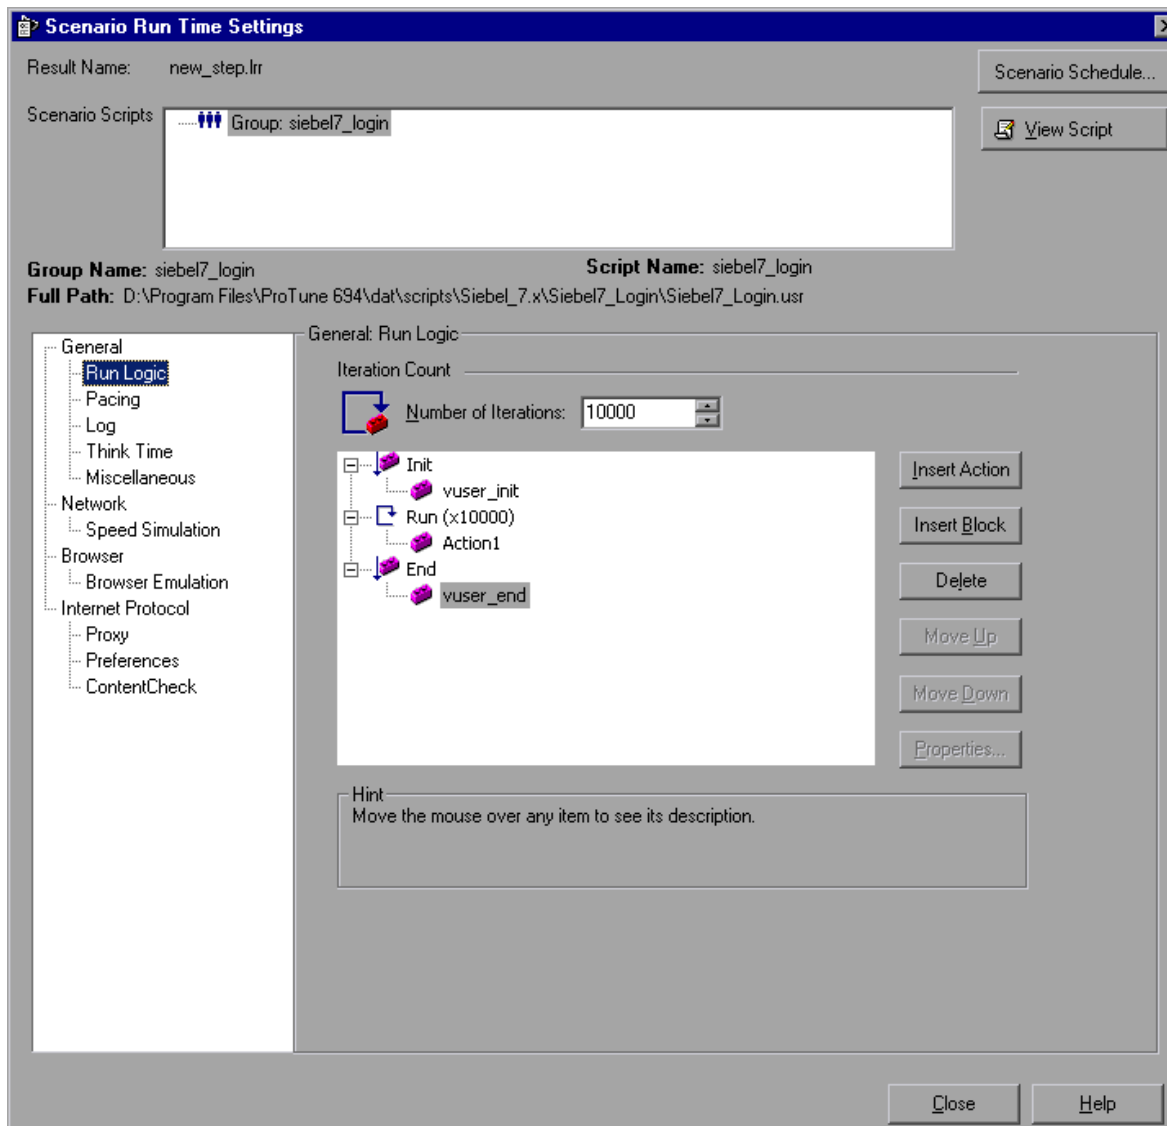 Scenario Run Time Settings
Result Name: new_step.lrr
Scenario Schedule...
Scenario Scripts
Group: siebel7_login
View Script
Group Name: siebel7_login
Script Name: siebel7_login
Full Path: D:\Program Files\ProTune 694\dat\scripts\Siebel_7.x\Siebel7_Login\Siebel7_Login.usr
General
Run Logic
Pacing
Log
Think Time
Miscellaneous
Network
Speed Simulation
Browser
Browser Emulation
Internet Protocol
Proxy
Preferences
ContentCheck
General: Run Logic
Iteration Count
Number of Iterations: 10000
Init
vuser_init
Run (x10000)
Action1
End
vuser_end
Insert Action
Insert Block
Delete
Move Up
Move Down
Properties...
Hint
Move the mouse over any item to see its description.
Close
Help